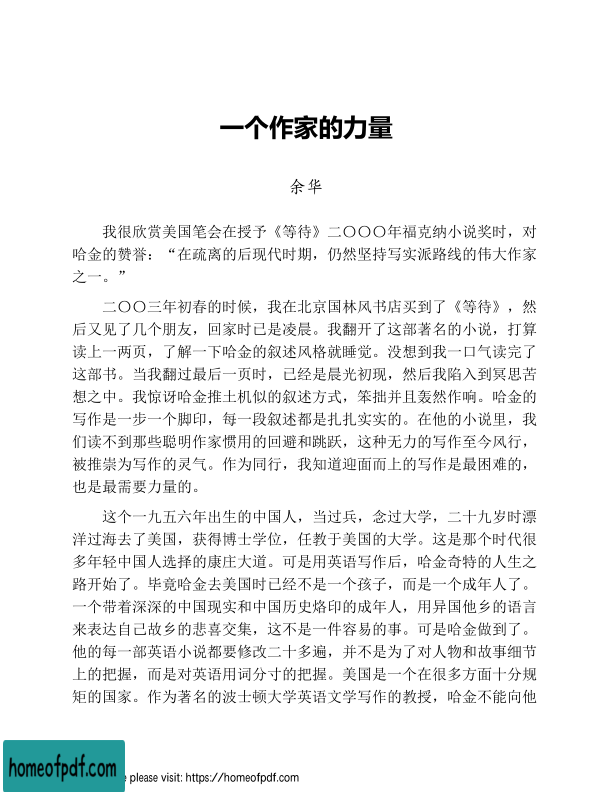 一个作家的力量
余华
我很欣赏美国笔会在授予《等待》二〇〇〇年福克纳小说奖时，对
哈金的赞誉：“在疏离的后现代时期，仍然坚持写实派路线的伟大作家
之一。”
二〇〇三年初春的时候，我在北京国林风书店买到了《等待》，然
后又见了几个朋友，回家时已是凌晨。我翻开了这部著名的小说，打算
读上一两页，了解一下哈金的叙述风格就睡觉。没想到我一口气读完了
这部书。当我翻过最后一页时，已经是晨光初现，然后我陷入到冥思苦
想之中。我惊讶哈金推土机似的叙述方式，笨拙并且轰然作响。哈金的
写作是一步一个脚印，每一段叙述都是扎扎实实的。在他的小说里，我
们读不到那些聪明作家惯用的回避和跳跃，这种无力的写作至今风行，
被推崇为写作的灵气。作为同行，我知道迎面而上的写作是最困难的，
也是最需要力量的。
这个一九五六年出生的中国人，当过兵，念过大学，二十九岁时漂
洋过海去了美国，获得博士学位，任教于美国的大学。这是那个时代很
多年轻中国人选择的康庄大道。可是用英语写作后，哈金奇特的人生之
路开始了。毕竟哈金去美国时已经不是一个孩子，而是一个成年人了。
一个带着深深的中国现实和中国历史烙印的成年人，用异国他乡的语言
来表达自己故乡的悲喜交集，这不是一件容易的事。可是哈金做到了。
他的每一部英语小说都要修改二十多遍，并不是为了对人物和故事细节
上的把握，而是对英语用词分寸的把握。美国是一个在很多方面十分规
矩的国家。作为著名的波士顿大学英语文学写作的教授，哈金不能向他
homeofpdf.com
e please visit: https://homeofpdf.com